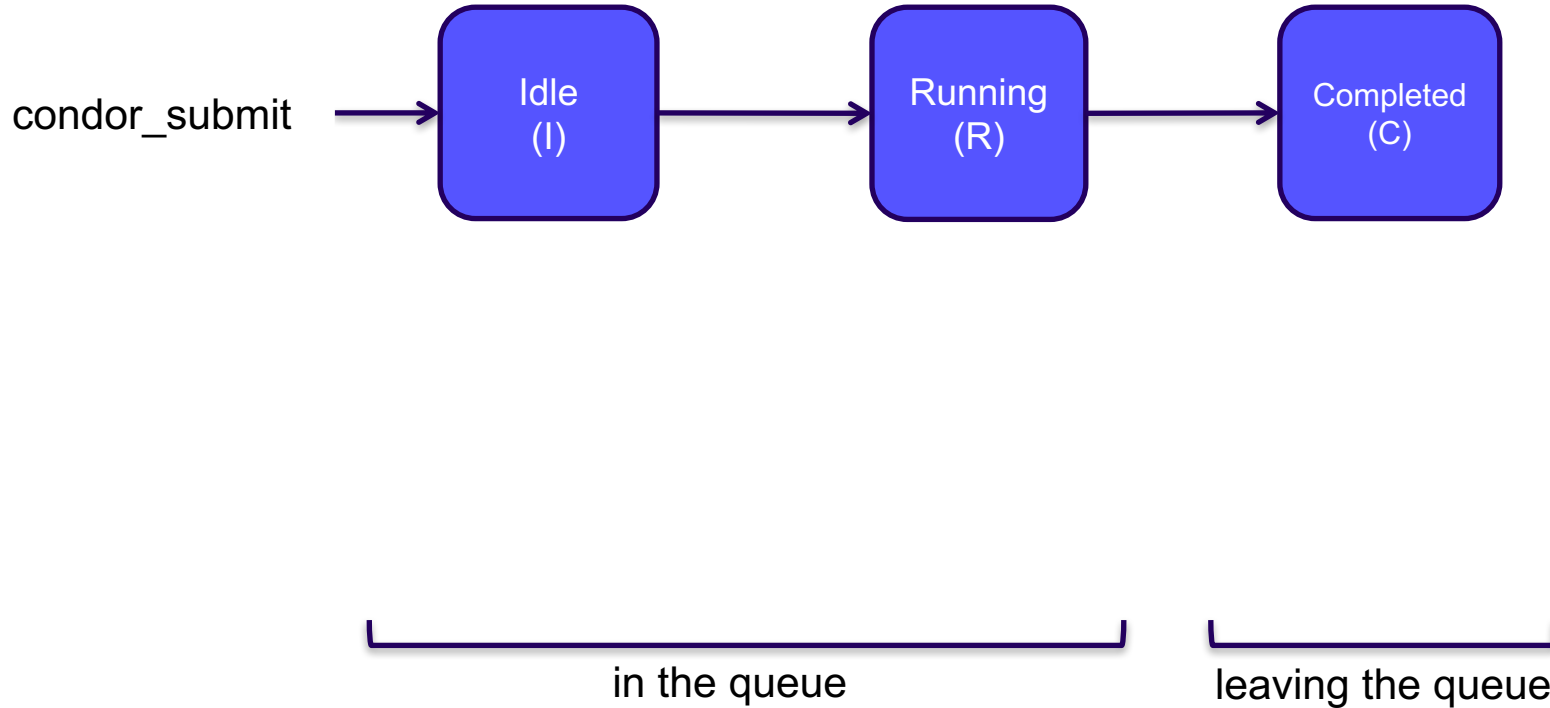 condor_submit
Idle
(I)
Running
(R)
Completed
(C)
in the queue
leaving the queue